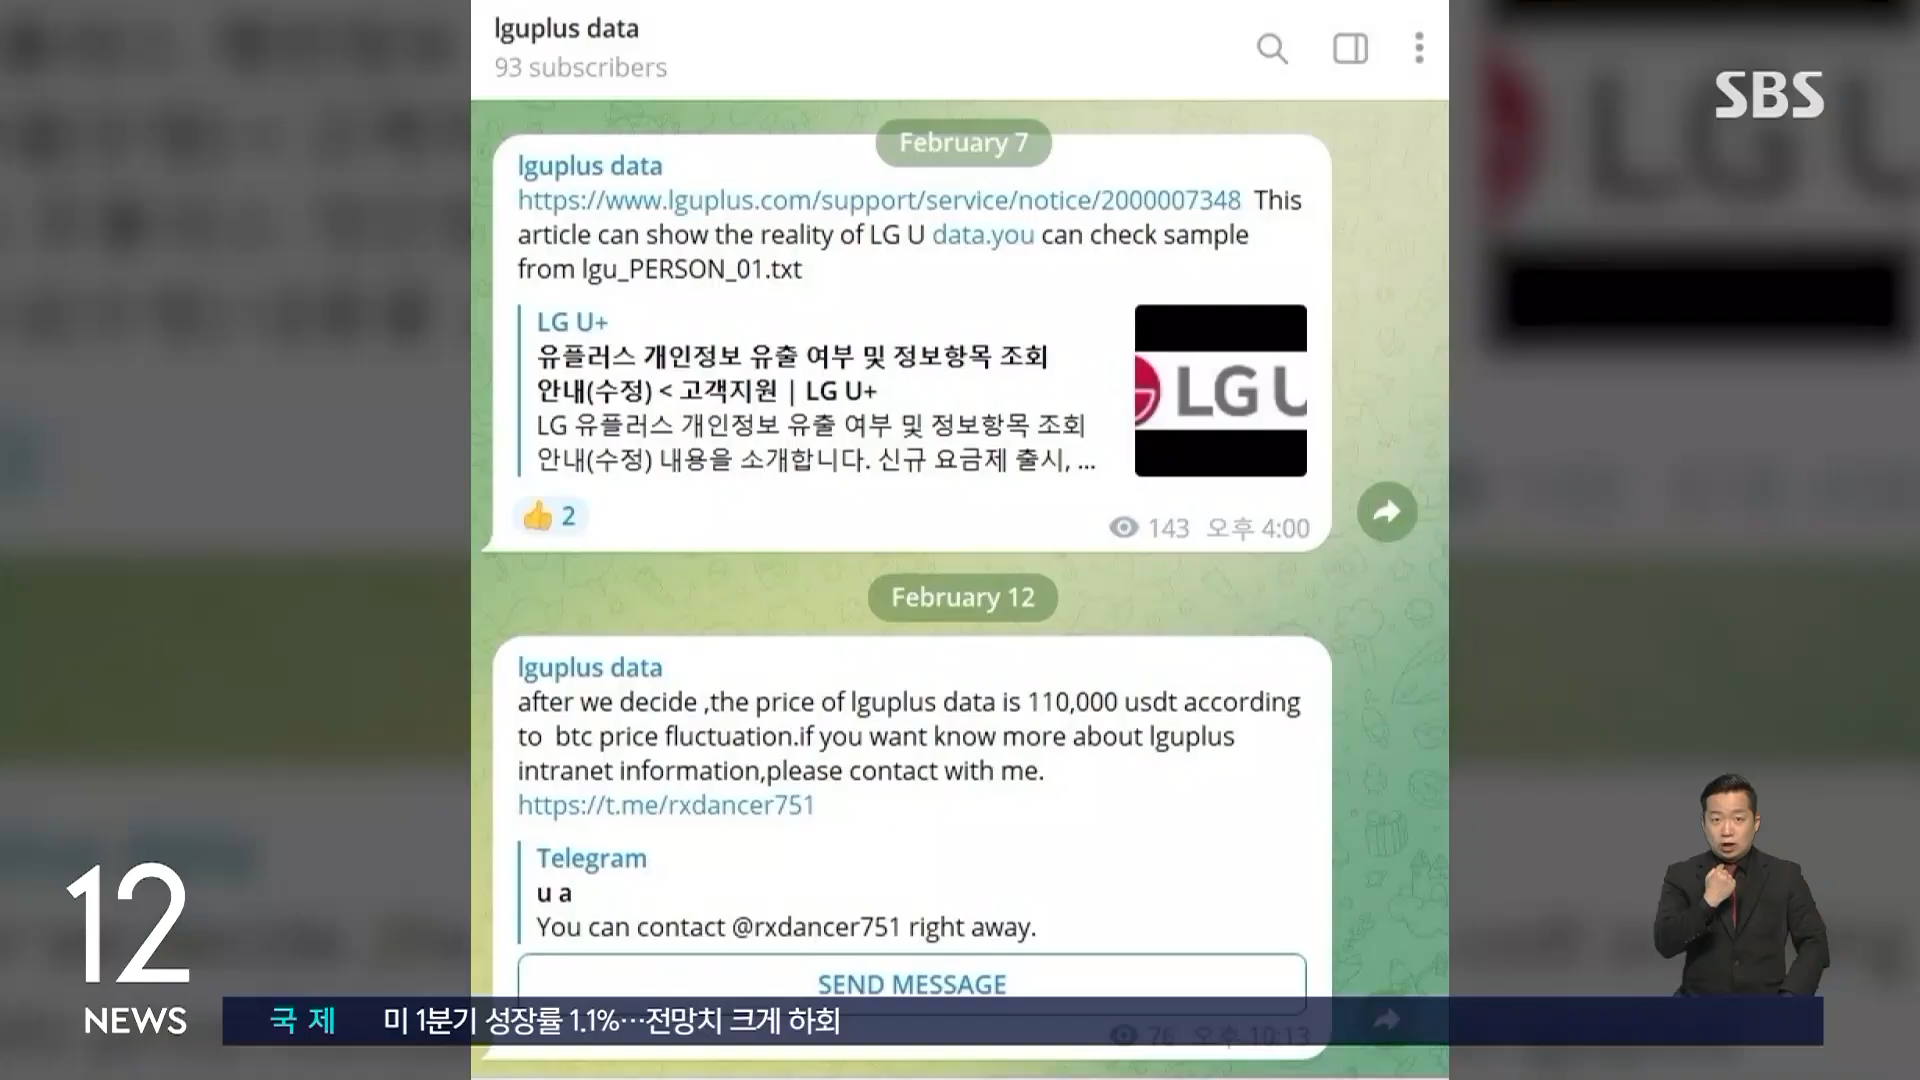 lguplus data
93 subscribers
SBS
February 7
lguplus data
https://www.lguplus.com/support/service/notice/2000007348 This
article can show the reality of LG U data.you can check sample
from lgu_PERSON_01.txt
LG U+
유플러스 개인정보 유출 여부 및 정보항목 조회
안내(수정) < 고객지원 | LG U+
LG 유플러스 개인정보 유출 여부 및 정보항목 조회
안내(수정) 내용을 소개합니다. 신규 요금제 출시, ...
LG U
👍 2
143 오후 4:00
February 12
lguplus data
after we decide ,the price of lguplus data is 110,000 usdt according
to  btc price fluctuation.if you want know more about lguplus
intranet information,please contact with me.
https://t.me/rxdancer751
Telegram
u a
You can contact @rxdancer751 right away.
SEND MESSAGE
76 오후 10:13
12
NEWS
국 제 미 1분기 성장률 1.1%…전망치 크게 하회